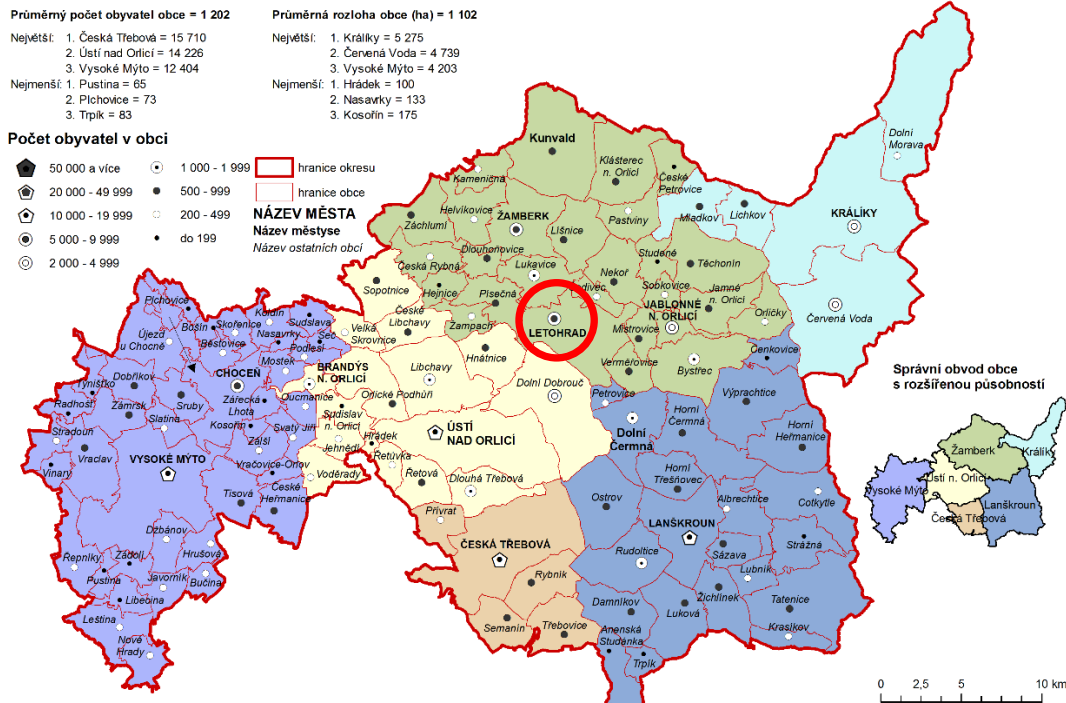 Průměrný počet obyvatel obce = 1 202
Největší: 1. Česká Třebová = 15 710
2. Ústí nad Orlicí = 14 226
3. Vysoké Mýto = 12 404
Nejmenší: 1. Pustina = 65
2. Plchovice = 73
3. Trpík = 83
Průměrná rozloha obce (ha) = 1 102
Největší: 1. Králíky = 5 275
2. Červená Voda = 4 739
3. Vysoké Mýto = 4 203
Nejmenší: 1. Hrádek = 100
2. Nasavrky = 133
3. Kosořín = 175
Počet obyvatel v obci
50 000 a více
20 000 - 49 999
10 000 - 19 999
5 000 - 9 999
2 000 - 4 999
1 000 - 1 999
500 - 999
200 - 499
do 199
hranice okresu
hranice obce
NÁZEV MĚSTA
Název městyse
Název ostatních obcí
Dolní
Morava
Kunvald
Klášterec
n. Orlicí
České
Petrovice
Kameničná
Mladkov
Lichkov
KRÁLÍKY
Helvíkovice
Záchlumí
ŽAMBERK
Pastviny
Líšnice
Dlouhoňovice
Česká Rybná
Lukavice
Studené
Těchonín
Nekoř
Sopotnice
Hejnice
Písečná
Sobkovice
Jamné
n. Orlicí
JABLONNÉ
N. ORLICÍ
Orličky
Červená Voda
LETOHRAD
Mistrovice
České
Libchavy
Žampach
Velká
Skrovnice
Hnátnice
Verměřovice
Bystřec
Čenkovice
Plchovice
Bošín
Skořenice
Koldín
Nasavrky
Sudslava
Seč
Újezd
u Chocně
Běstovice
Podlesí
Mostek
CHOCEŇ
BRANDÝS
N. ORLICÍ
Oucmanice
Libchavy
Dolní Dobrouč
Petrovice
Výprachtice
Týnišťko
Dobříkov
Radhošť
Zámrsk
Sruby
Zárecká
Lhota
Orlické Podhůří
Sudislav
n. Orlicí
Slatina
Kosořín
Stradouň
Zálší
Svatý Jiří
Jehnědí
Hrádek
Řetůvka
ÚSTÍ
NAD ORLICÍ
Dolní
Čermná
Horní
Čermná
Horní
Heřmanice
Vinary
Vraclav
VYSOKÉ MÝTO
Vračovice-Orlov
Voděrady
Řetová
Dlouhá Třebová
Horní
Třešňovec
Tisová
České
Heřmanice
Ostrov
Albrechtice
Cotkytle
Přívrat
Džbánov
LANŠKROUN
Strážná
Řepníky
Zádolí
Hrušová
ČESKÁ TŘEBOVÁ
Rudoltice
Sázava
Lubník
Pustina
Javorník
Bučina
Rybník
Libecina
Damníkov
Luková
Žichlínek
Tatenice
Leština
Semanín
Třebovice
Anenská
Studánka
Krasíkov
Nové
Hrady
Trpík
Správní obvod obce
s rozšířenou působností
Žamberk
Králíky
Vysoké Mýto
Ústí n. Orlicí
Lanškroun
Česká Třebová
0 2,5 5 10 km